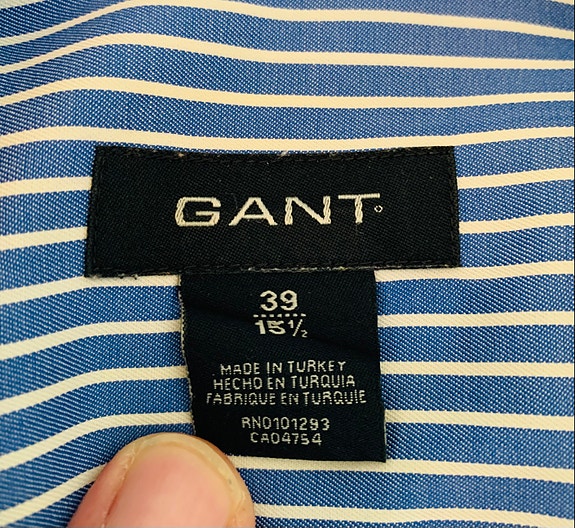 GANT
39
15½
MADE IN TURKEY
HECHO EN TURQUIA
FABRIQUE EN TURQUIE
RN0101293
CA04754